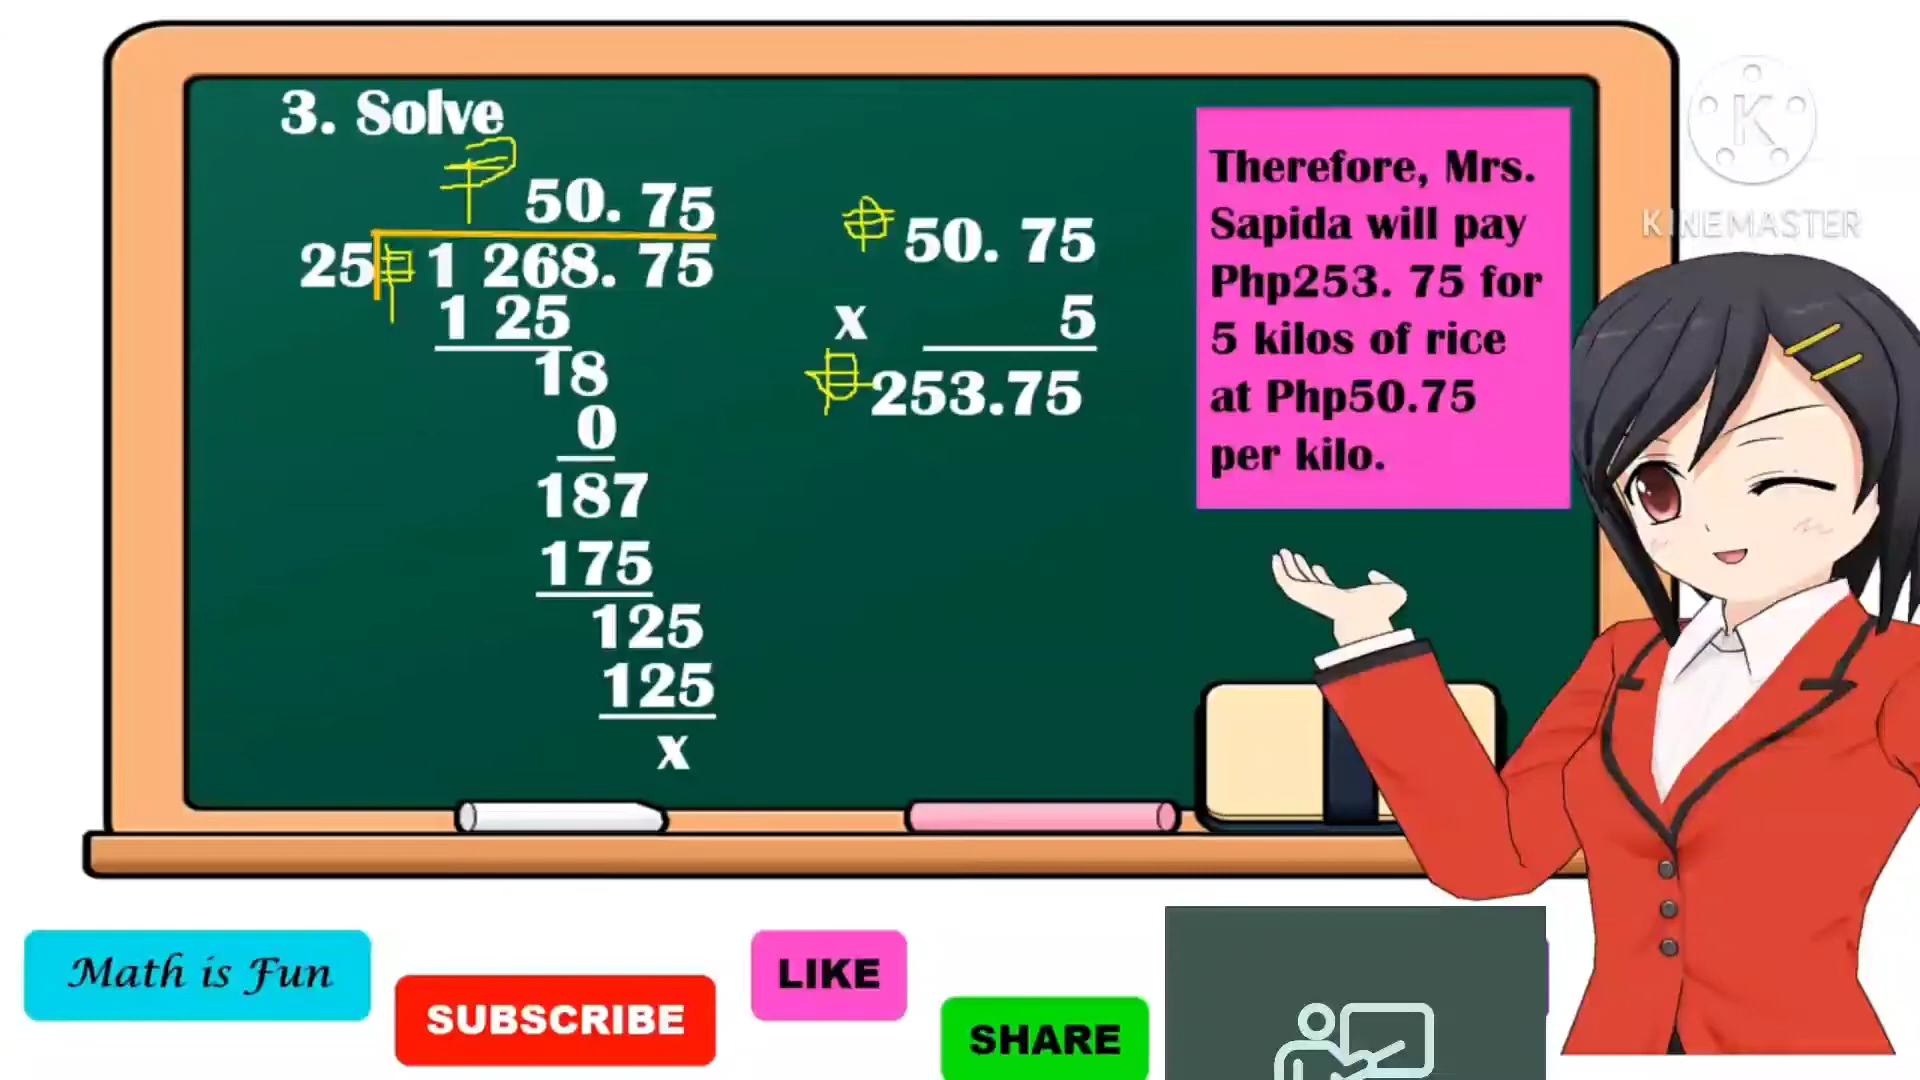 3. Solve
₱ 50. 75
25 ₱ 1 268. 75
1 25
18
0
187
175
125
125
x
₱ 50. 75
x 5
₱ 253.75
Therefore, Mrs.
Sapida will pay
Php253. 75 for
5 kilos of rice
at Php50.75
per kilo.
KINEMASTER
Math is Fun
SUBSCRIBE
LIKE
SHARE